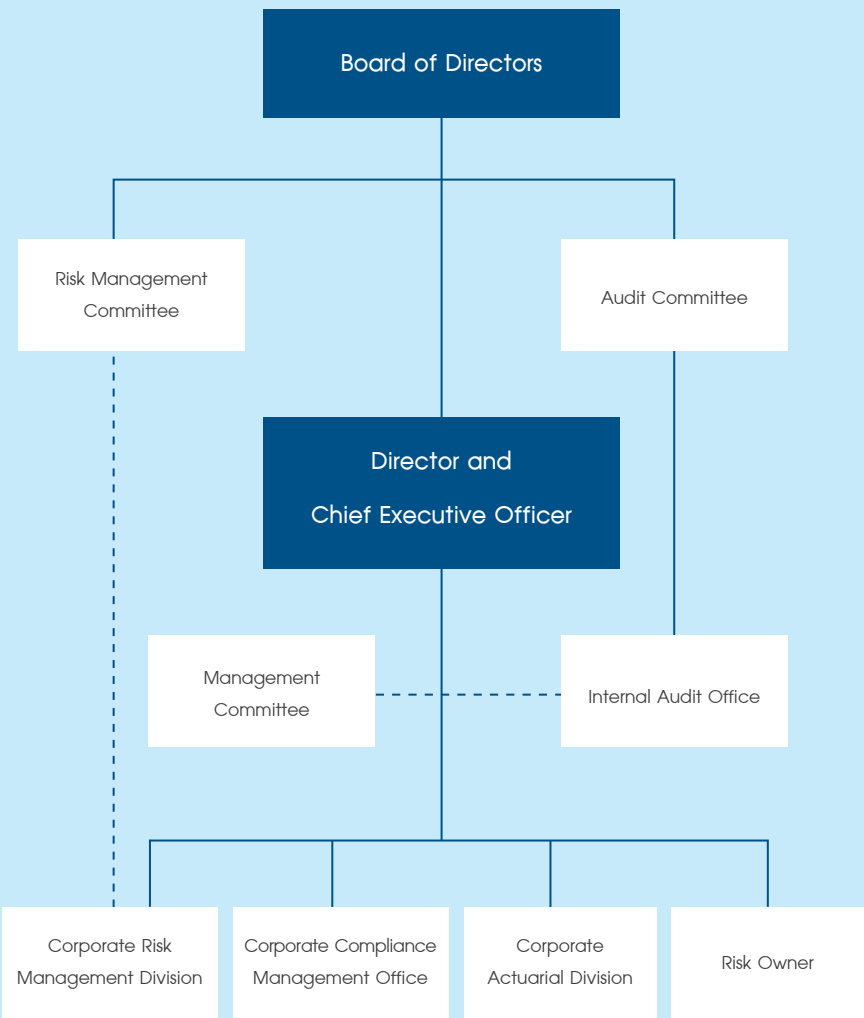 Board of Directors
Risk Management
Committee
Audit Committee
Director and
Chief Executive Officer
Management
Committee
Internal Audit Office
Corporate Risk
Management Division
Corporate Compliance
Management Office
Corporate
Actuarial Division
Risk Owner